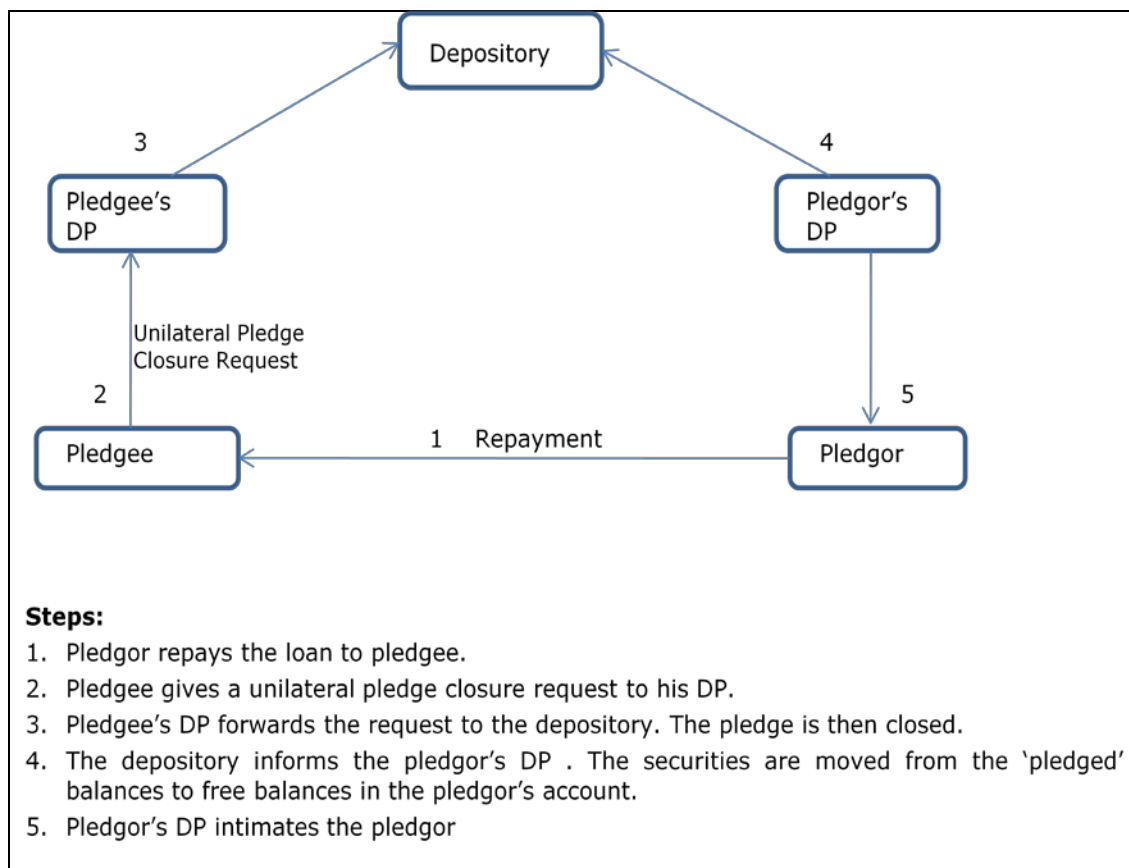 Depository
3
4
Pledgee’s
DP
Pledgor’s
DP
Unilateral Pledge
Closure Request
2
5
Pledgee
1 Repayment
Pledgor
Steps:
1. Pledgor repays the loan to pledgee.
2. Pledgee gives a unilateral pledge closure request to his DP.
3. Pledgee’s DP forwards the request to the depository. The pledge is then closed.
4. The depository informs the pledgor’s DP . The securities are moved from the ‘pledged’
balances to free balances in the pledgor’s account.
5. Pledgor’s DP intimates the pledgor